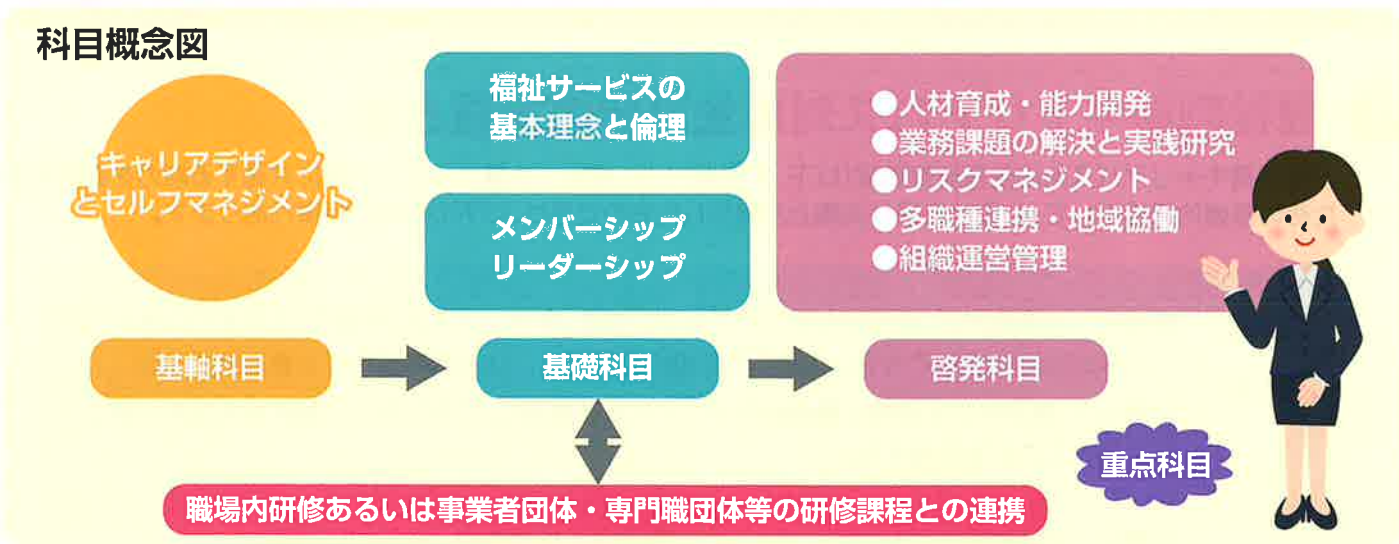 科目概念図
キャリアデザイン
とセルフマネジメント
福祉サービスの
基本理念と倫理
メンバーシップ
リーダーシップ
●人材育成・能力開発
●業務課題の解決と実践研究
●リスクマネジメント
●多職種連携・地域協働
●組織運営管理
基軸科目
基礎科目
啓発科目
重点科目
職場内研修あるいは事業者団体・専門職団体等の研修課程との連携